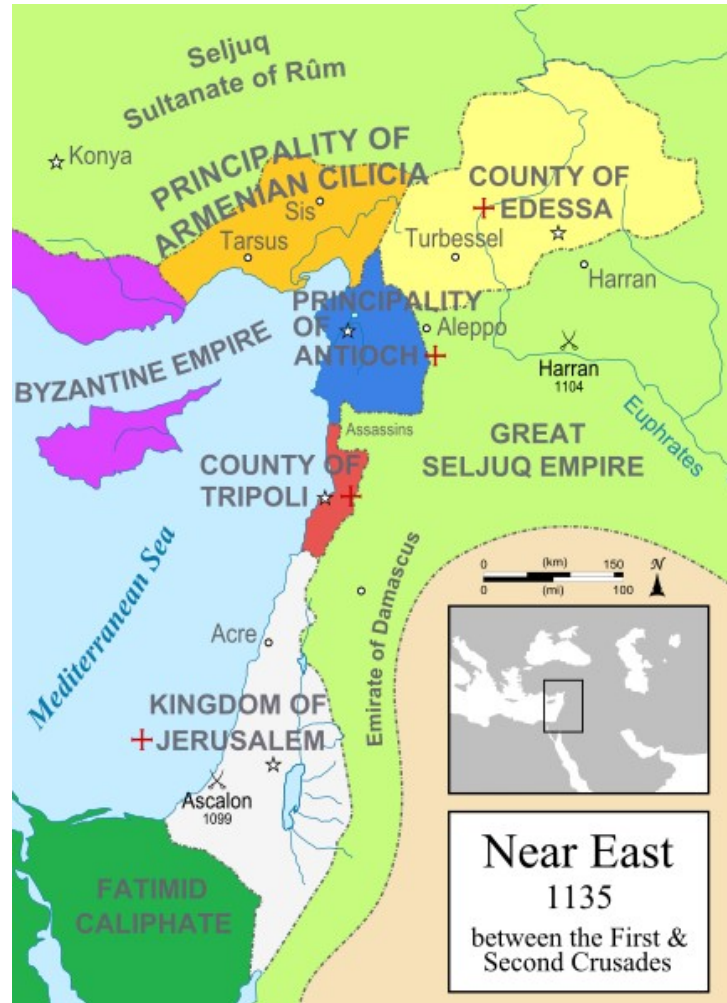 Seljuq
Sultanate of Rûm
Konya
PRINCIPALITY OF
ARMENIAN CILICIA
Sis
Tarsus
COUNTY OF
EDESSA
Turbessel
Harran
PRINCIPALITY
OF
ANTIOCH
Aleppo
Harran
1104
BYZANTINE EMPIRE
Euphrates
Assassins
GREAT
SELJUQ EMPIRE
COUNTY OF
TRIPOLI
Mediterranean Sea
Emirate of Damascus
0 (km) 150
0 (mi) 100
N
Acre
KINGDOM OF
JERUSALEM
Ascalon
1099
FATIMID
CALIPHATE
Near East
1135
between the First &
Second Crusades